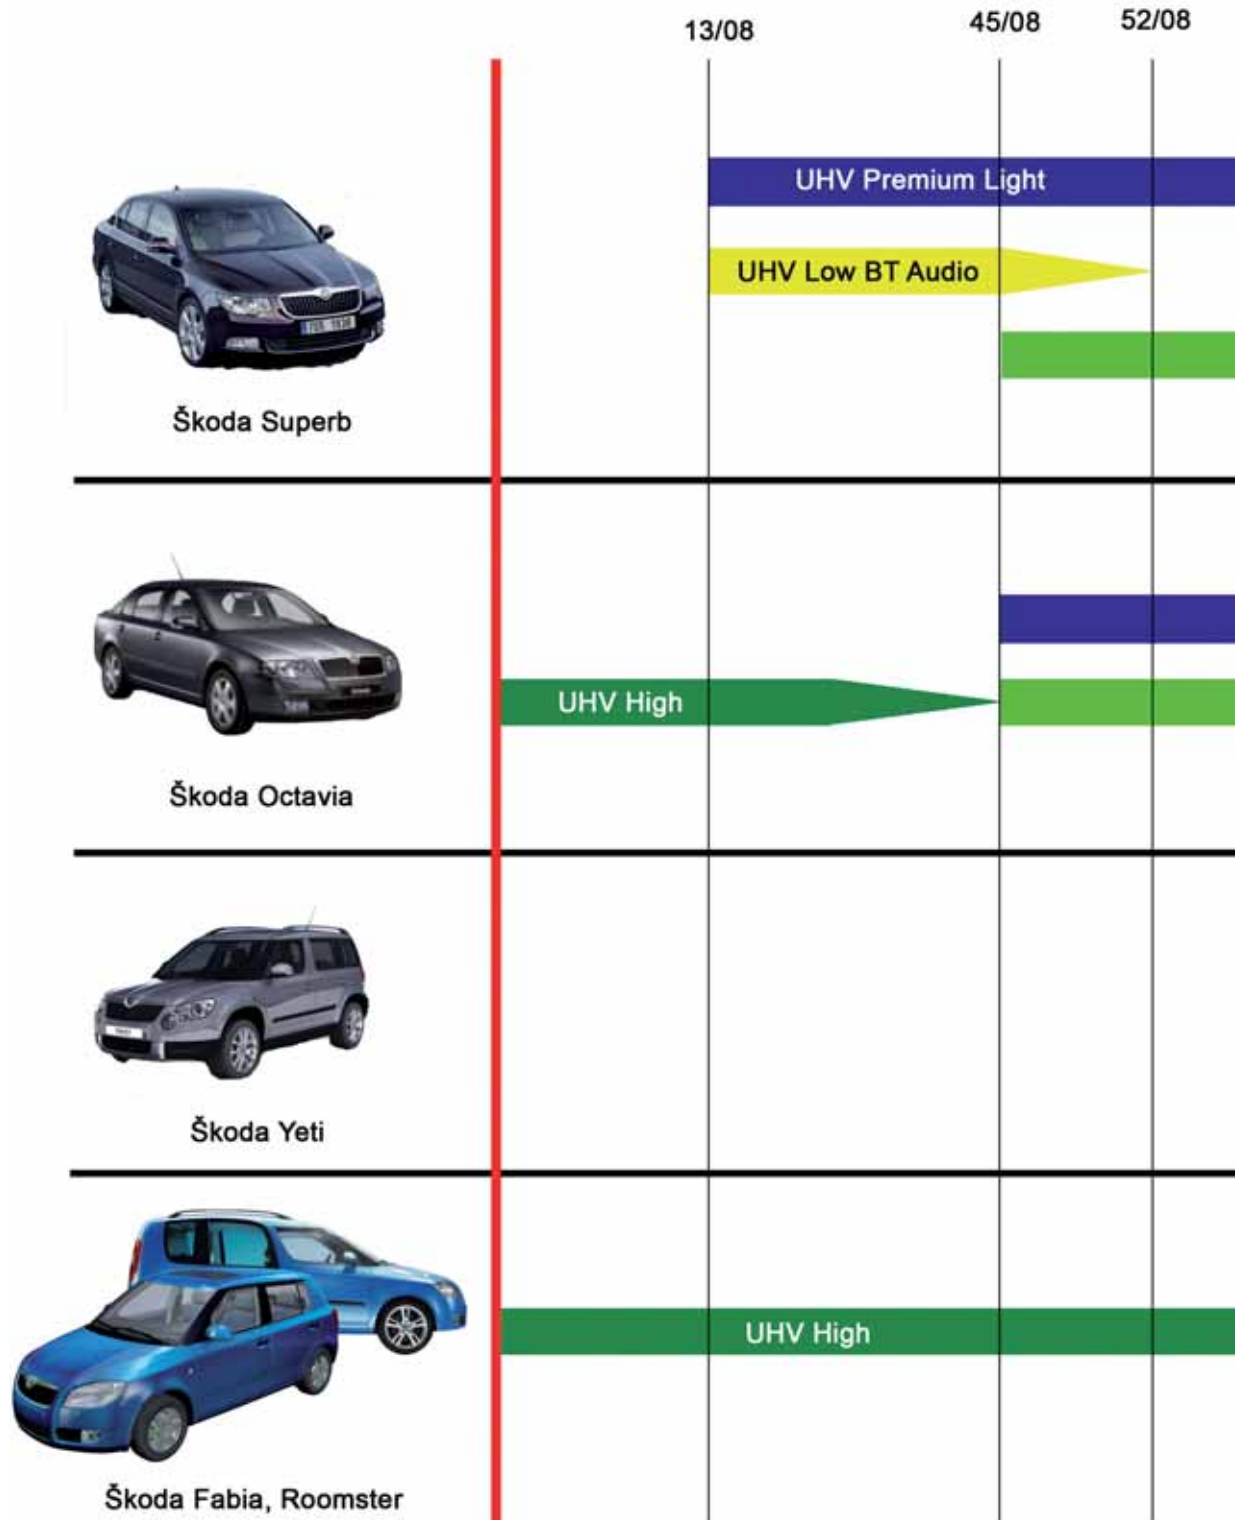 13/08 45/08 52/08
UHV Premium Light
UHV Low BT Audio
Škoda Superb
UHV High
Škoda Octavia
Škoda Yeti
UHV High
Škoda Fabia, Roomster